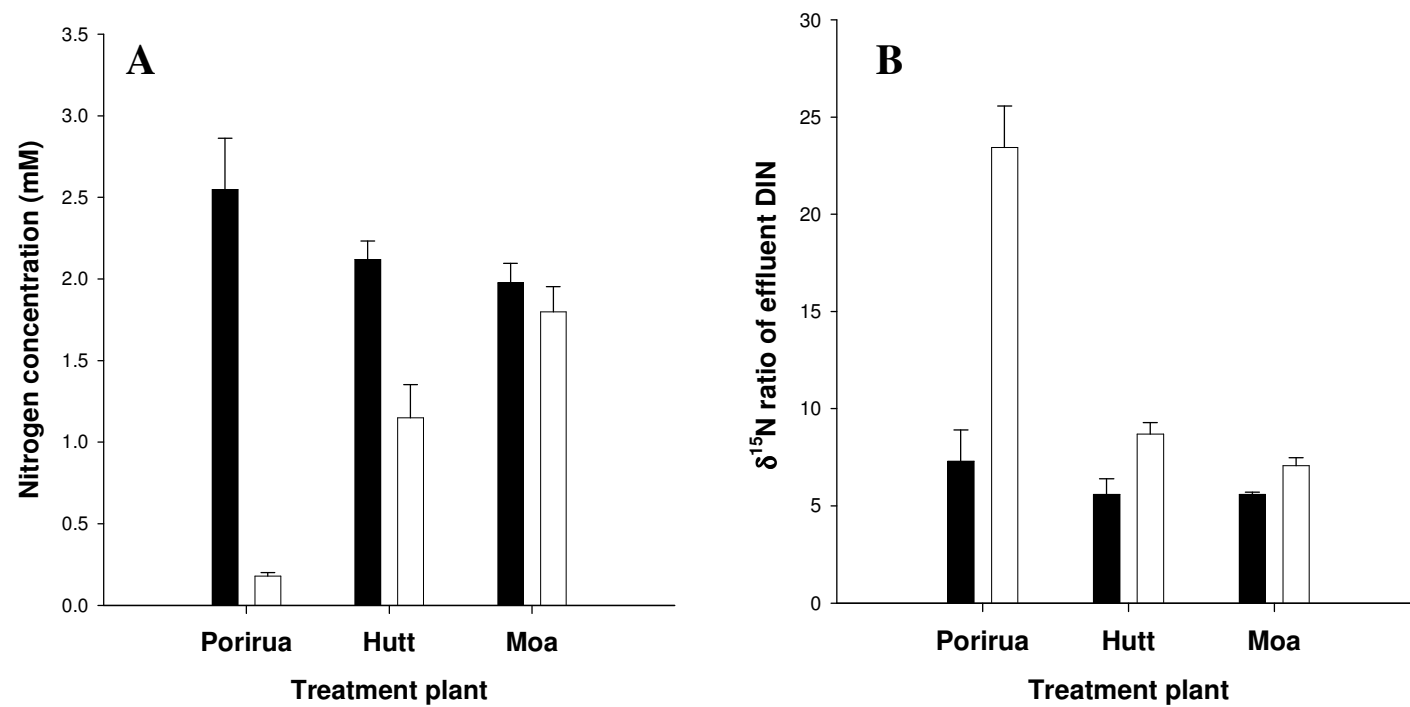 A
Nitrogen concentration (mM)
3.5
3.0
2.5
2.0
1.5
1.0
0.5
0.0
Porirua Hutt Moa
Treatment plant
B
δ¹⁵N ratio of effluent DIN
30
25
20
15
10
5
0
Porirua Hutt Moa
Treatment plant